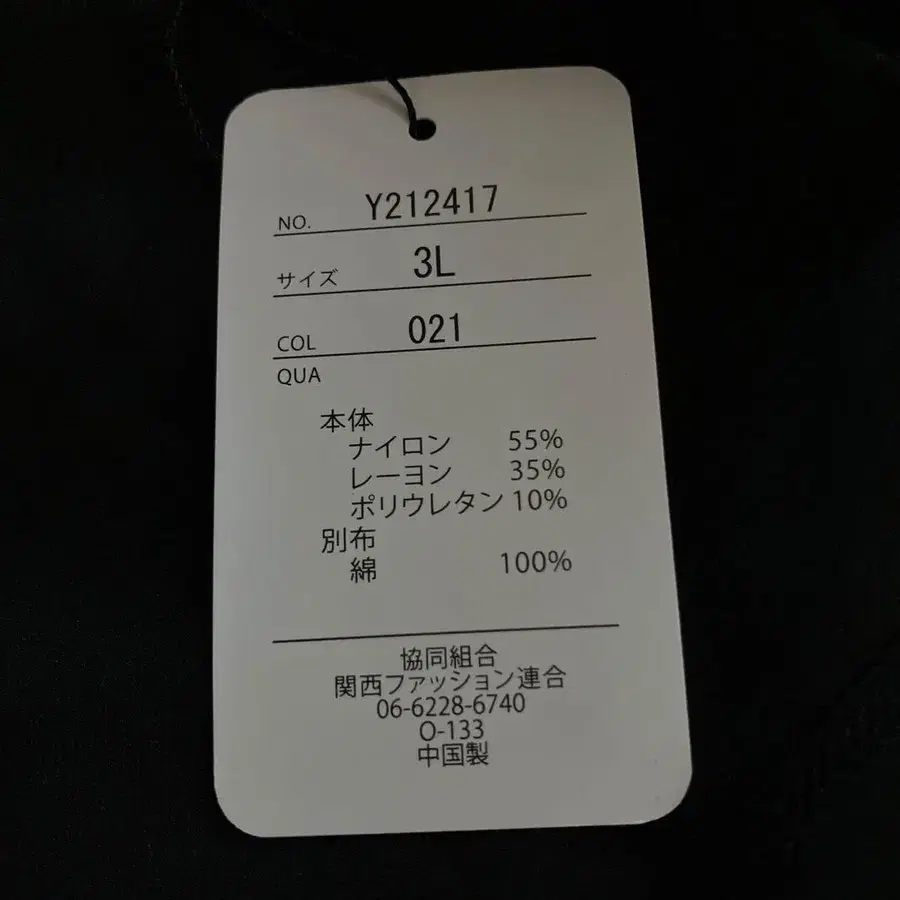 NO. Y212417
サイズ 3L
COL 021
QUA
本体
ナイロン 55%
レーヨン 35%
ポリウレタン 10%
別布
綿 100%
協同組合
関西ファッション連合
06-6228-6740
O-133
中国製